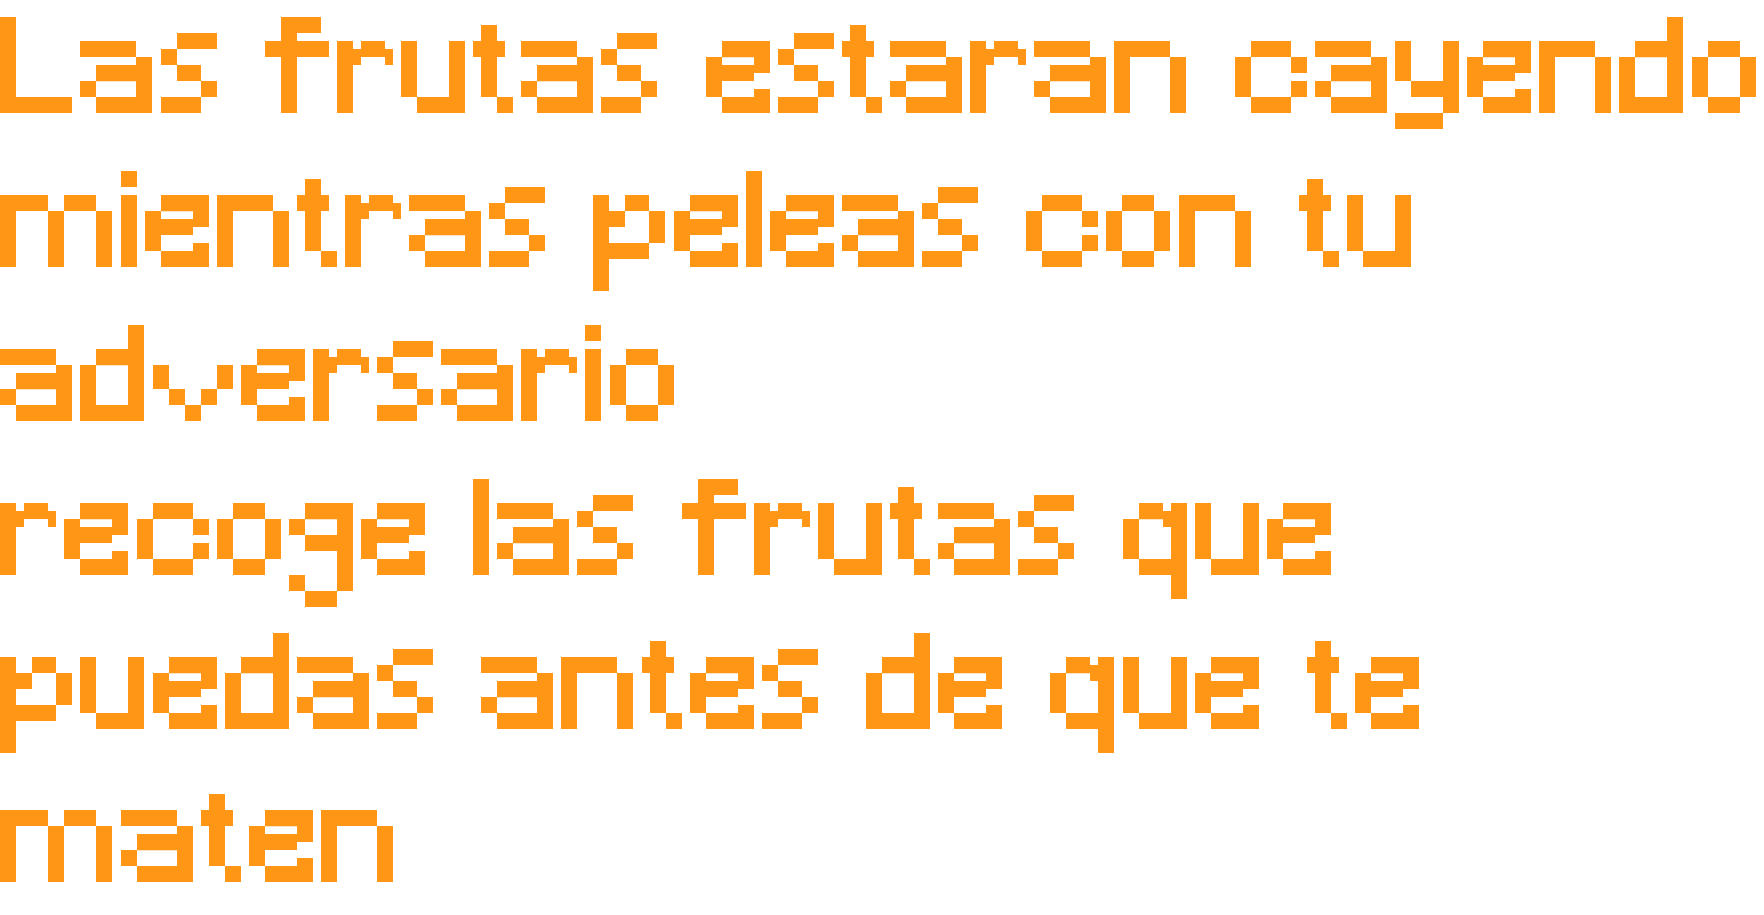 Las frutas estaran cayendo
mientras peleas con tu
adversario
recoge las frutas que
puedas antes de que te
maten